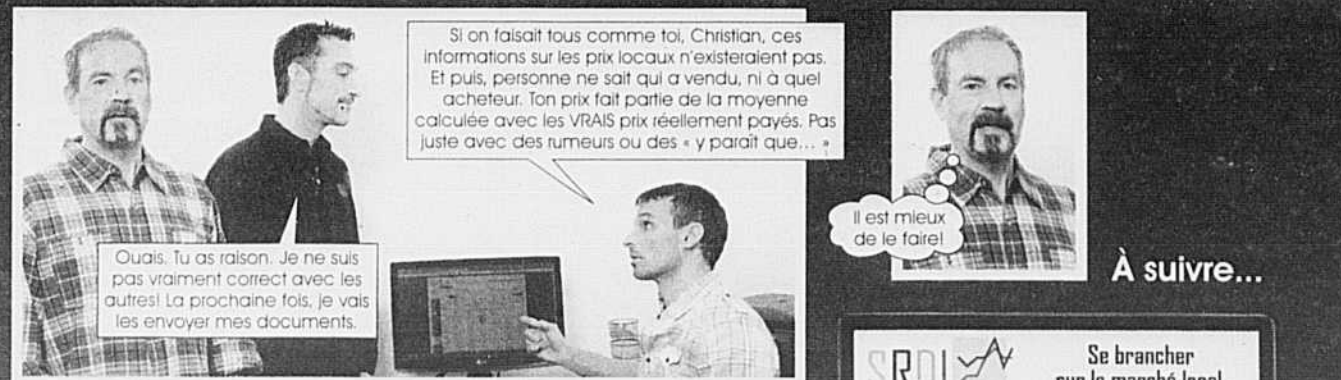 Si on faisait tous comme toi, Christian, ces
informations sur les prix locaux n'existeraient pas.
Et puis, personne ne sait qui a vendu, ni à quel
acheteur. Ton prix fait partie de la moyenne
calculée avec les VRAIS prix réellement payés. Pas
juste avec des rumeurs ou des « y paraît que... »
Ouais. Tu as raison. Je ne suis
pas vraiment correct avec les
autres! La prochaine fois, je vais
les envoyer mes documents.
Il est mieux
de le faire!
À suivre...
Se brancher
sur le marché local